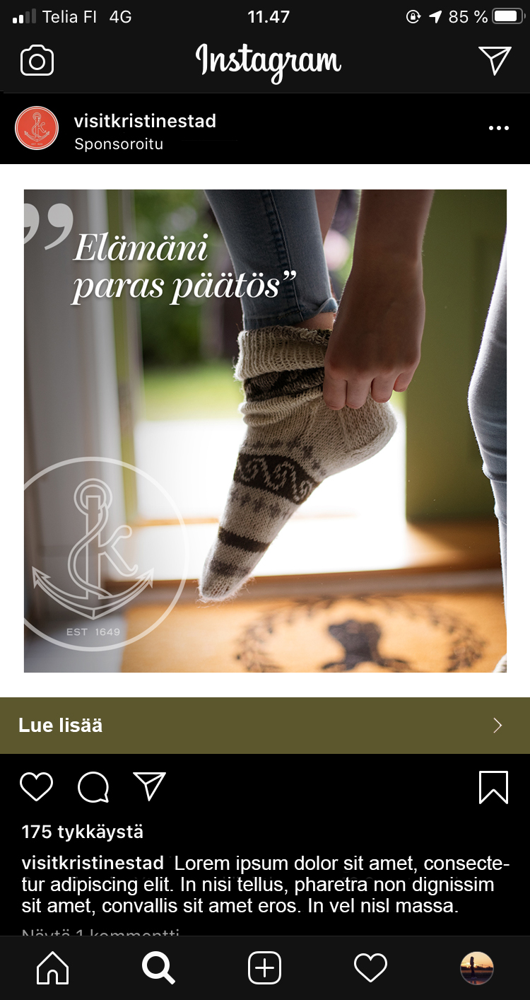 Telia FI 4G 11.47 85 %
Instagram
visitkristinestad
Sponsoroitu
” Elämäni
paras päätös”
k
EST 1649
Lue lisää
175 tykkäystä
visitkristinestad Lorem ipsum dolor sit amet, consecte-
tur adipiscing elit. In nisi tellus, pharetra non dignissim
sit amet, convallis sit amet eros. In vel nisl massa.
Näytä 1 kommentti